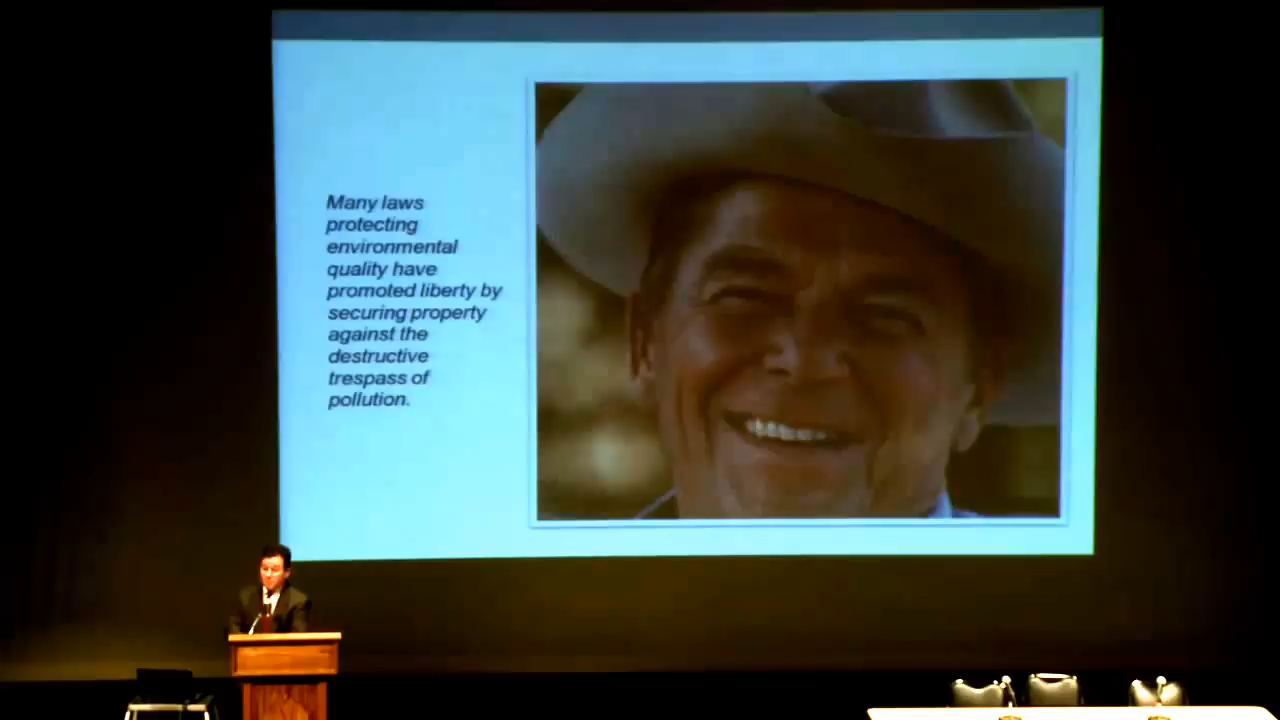 Many laws
protecting
environmental
quality have
promoted liberty by
securing property
against the
destructive
trespass of
pollution.